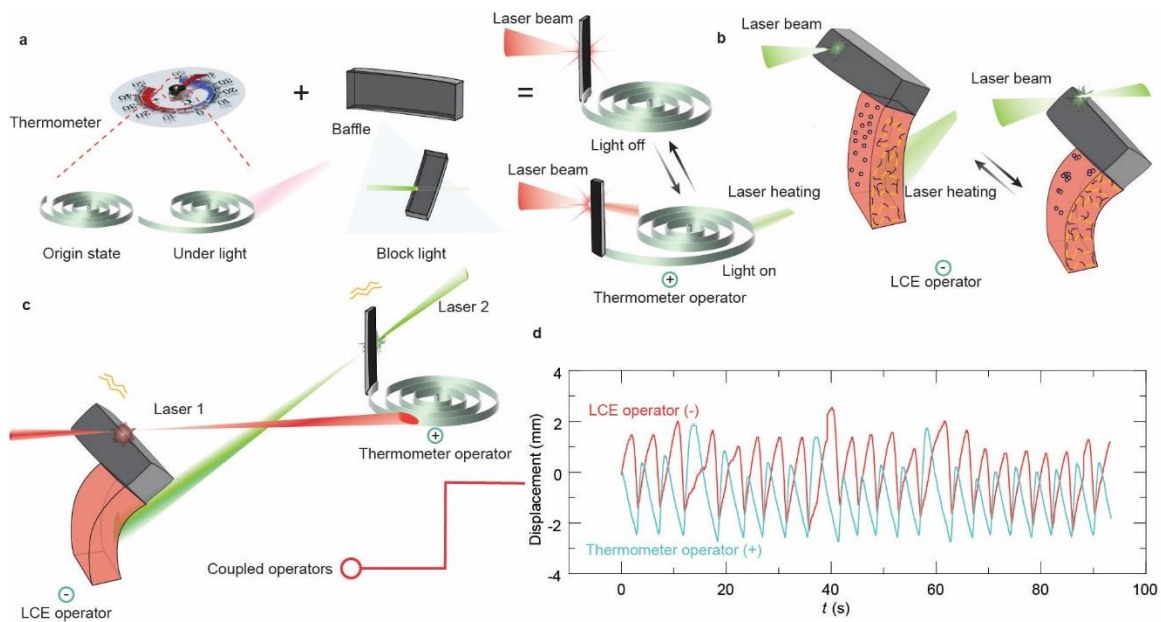 a
Thermometer
Origin state
Under light
+
Baffle
Block light
=
Laser beam
Light off
Laser beam
Laser heating
Light on
+
Thermometer operator
b
Laser beam
Laser beam
Laser heating
-
LCE operator
c
Laser 2
Laser 1
+
Thermometer operator
Coupled operators
-
LCE operator
d
4
2
0
-2
-4
Displacement (mm)
LCE operator (-)
Thermometer operator (+)
0
20
40
60
80
100
t (s)